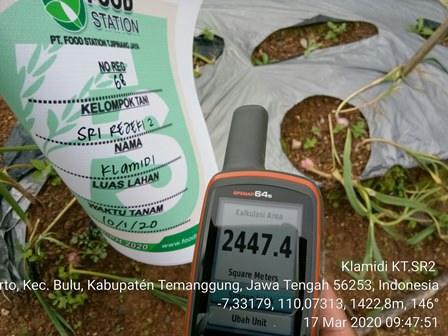 FOOD
STATION
PT. FOOD STATION TJIPINANG JAYA
NO REG
68
KELOMPOK TANI
SRI REJEKI 2
NAMA
KLAMIDI
LUAS LAHAN
WAKTU TANAM
10/1/20
2020
www.foods
GPSMAP 64s
Kalkulasi Area
2447.4
Square Meters
Ubah Unit
Klamidi KT.SR2
rto, Kec. Bulu, Kabupaten Temanggung, Jawa Tengah 56253, Indonesia
-7,33179, 110,07313, 1422,8m, 146°
17 Mar 2020 09:47:51